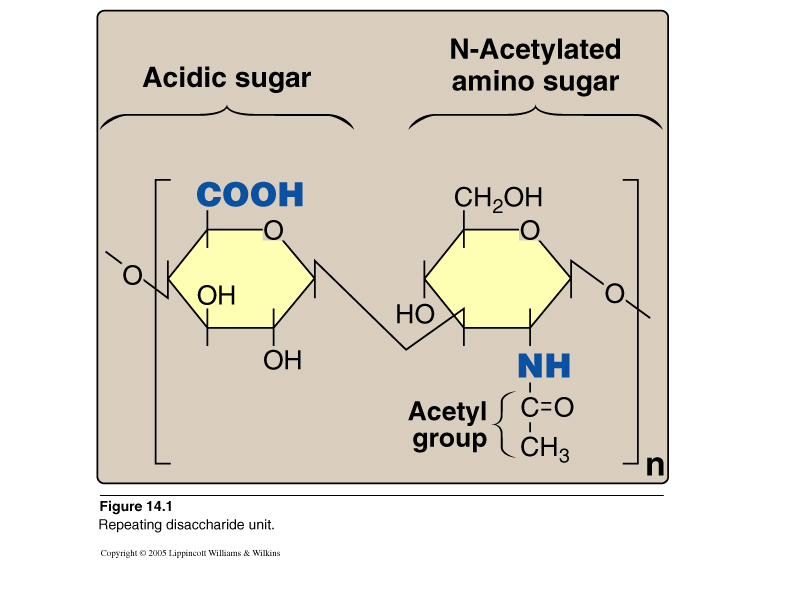 Acidic sugar
N-Acetylated
amino sugar
COOH
CH2OH
O
O
O
O
OH
HO
OH
NH
Acetyl
group
C=O
CH3
n
Figure 14.1
Repeating disaccharide unit.
Copyright © 2005 Lippincott Williams & Wilkins